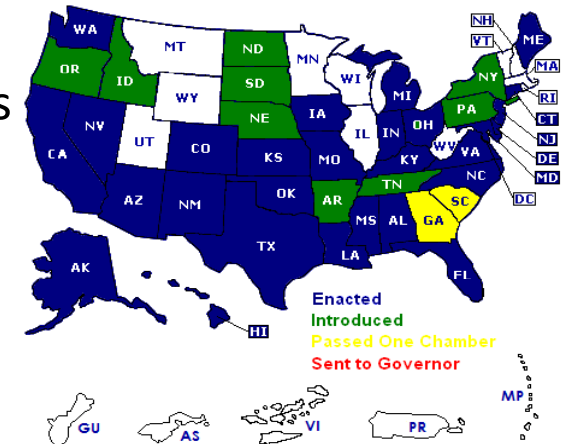 NH
WA
VT
ME
MT
ND
MN
OR
MA
ID
SD
WI
NY
WY
MI
RI
CT
NE
IA
PA
NJ
NV
UT
IL
IN
OH
DE
CO
WV
VA
MD
CA
KS
MO
KY
NC
DC
AZ
NM
OK
AR
TN
SC
MS
AL
GA
TX
LA
AK
FL
HI
Enacted
Introduced
Passed One Chamber
Sent to Governor
GU
AS
VI
PR
MP
S